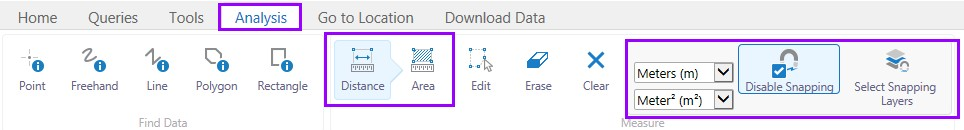 Home Queries Tools Analysis Go to Location Download Data
Point Freehand Line Polygon Rectangle Distance Area Edit Erase Clear
Meters (m)
Meter² (m²)
Disable Snapping
Select Snapping
Layers
Find Data Measure